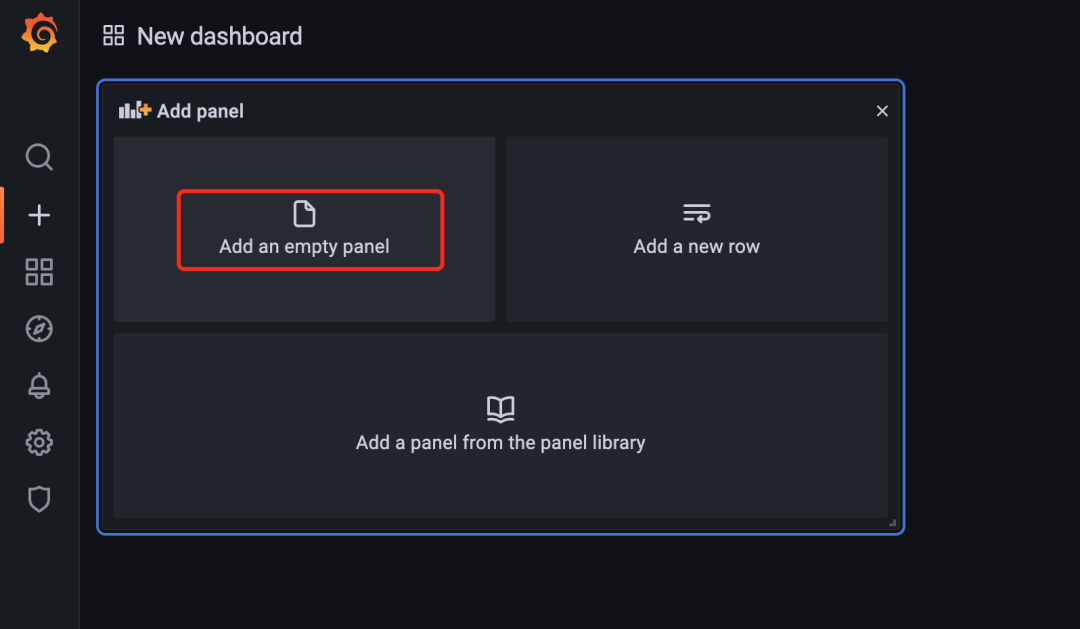 New dashboard
Add panel
Add an empty panel
Add a new row
Add a panel from the panel library